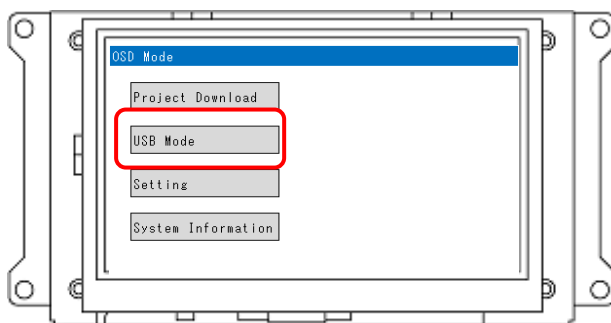 OSD Mode
Project Download
USB Mode
Setting
System Information